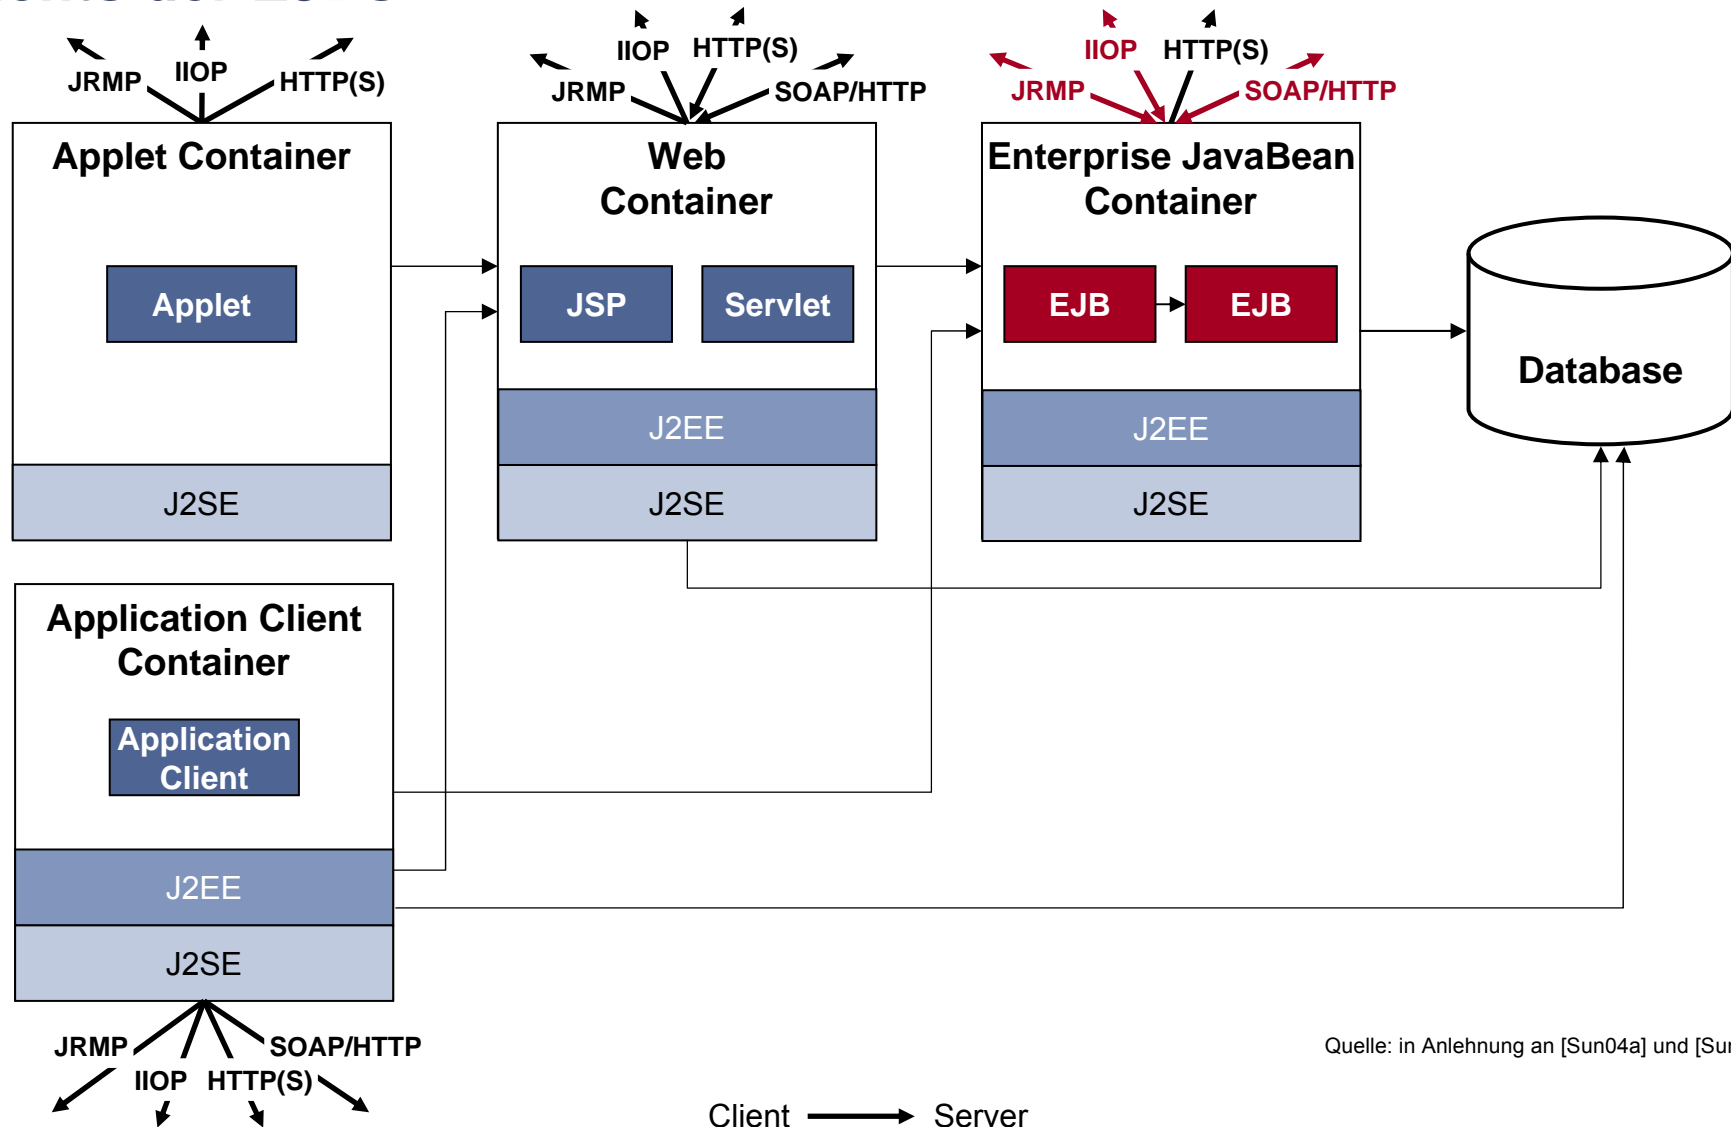 JRMP
IIOP
HTTP(S)
IIOP
HTTP(S)
JRMP
SOAP/HTTP
IIOP
HTTP(S)
JRMP
SOAP/HTTP
Applet Container
Applet
J2SE
Web
Container
JSP
Servlet
J2EE
J2SE
Enterprise JavaBean
Container
EJB
EJB
J2EE
J2SE
Database
Application Client
Container
Application
Client
J2EE
J2SE
JRMP
SOAP/HTTP
IIOP
HTTP(S)
Quelle: in Anlehnung an [Sun04a] und [Sun
Client
Server